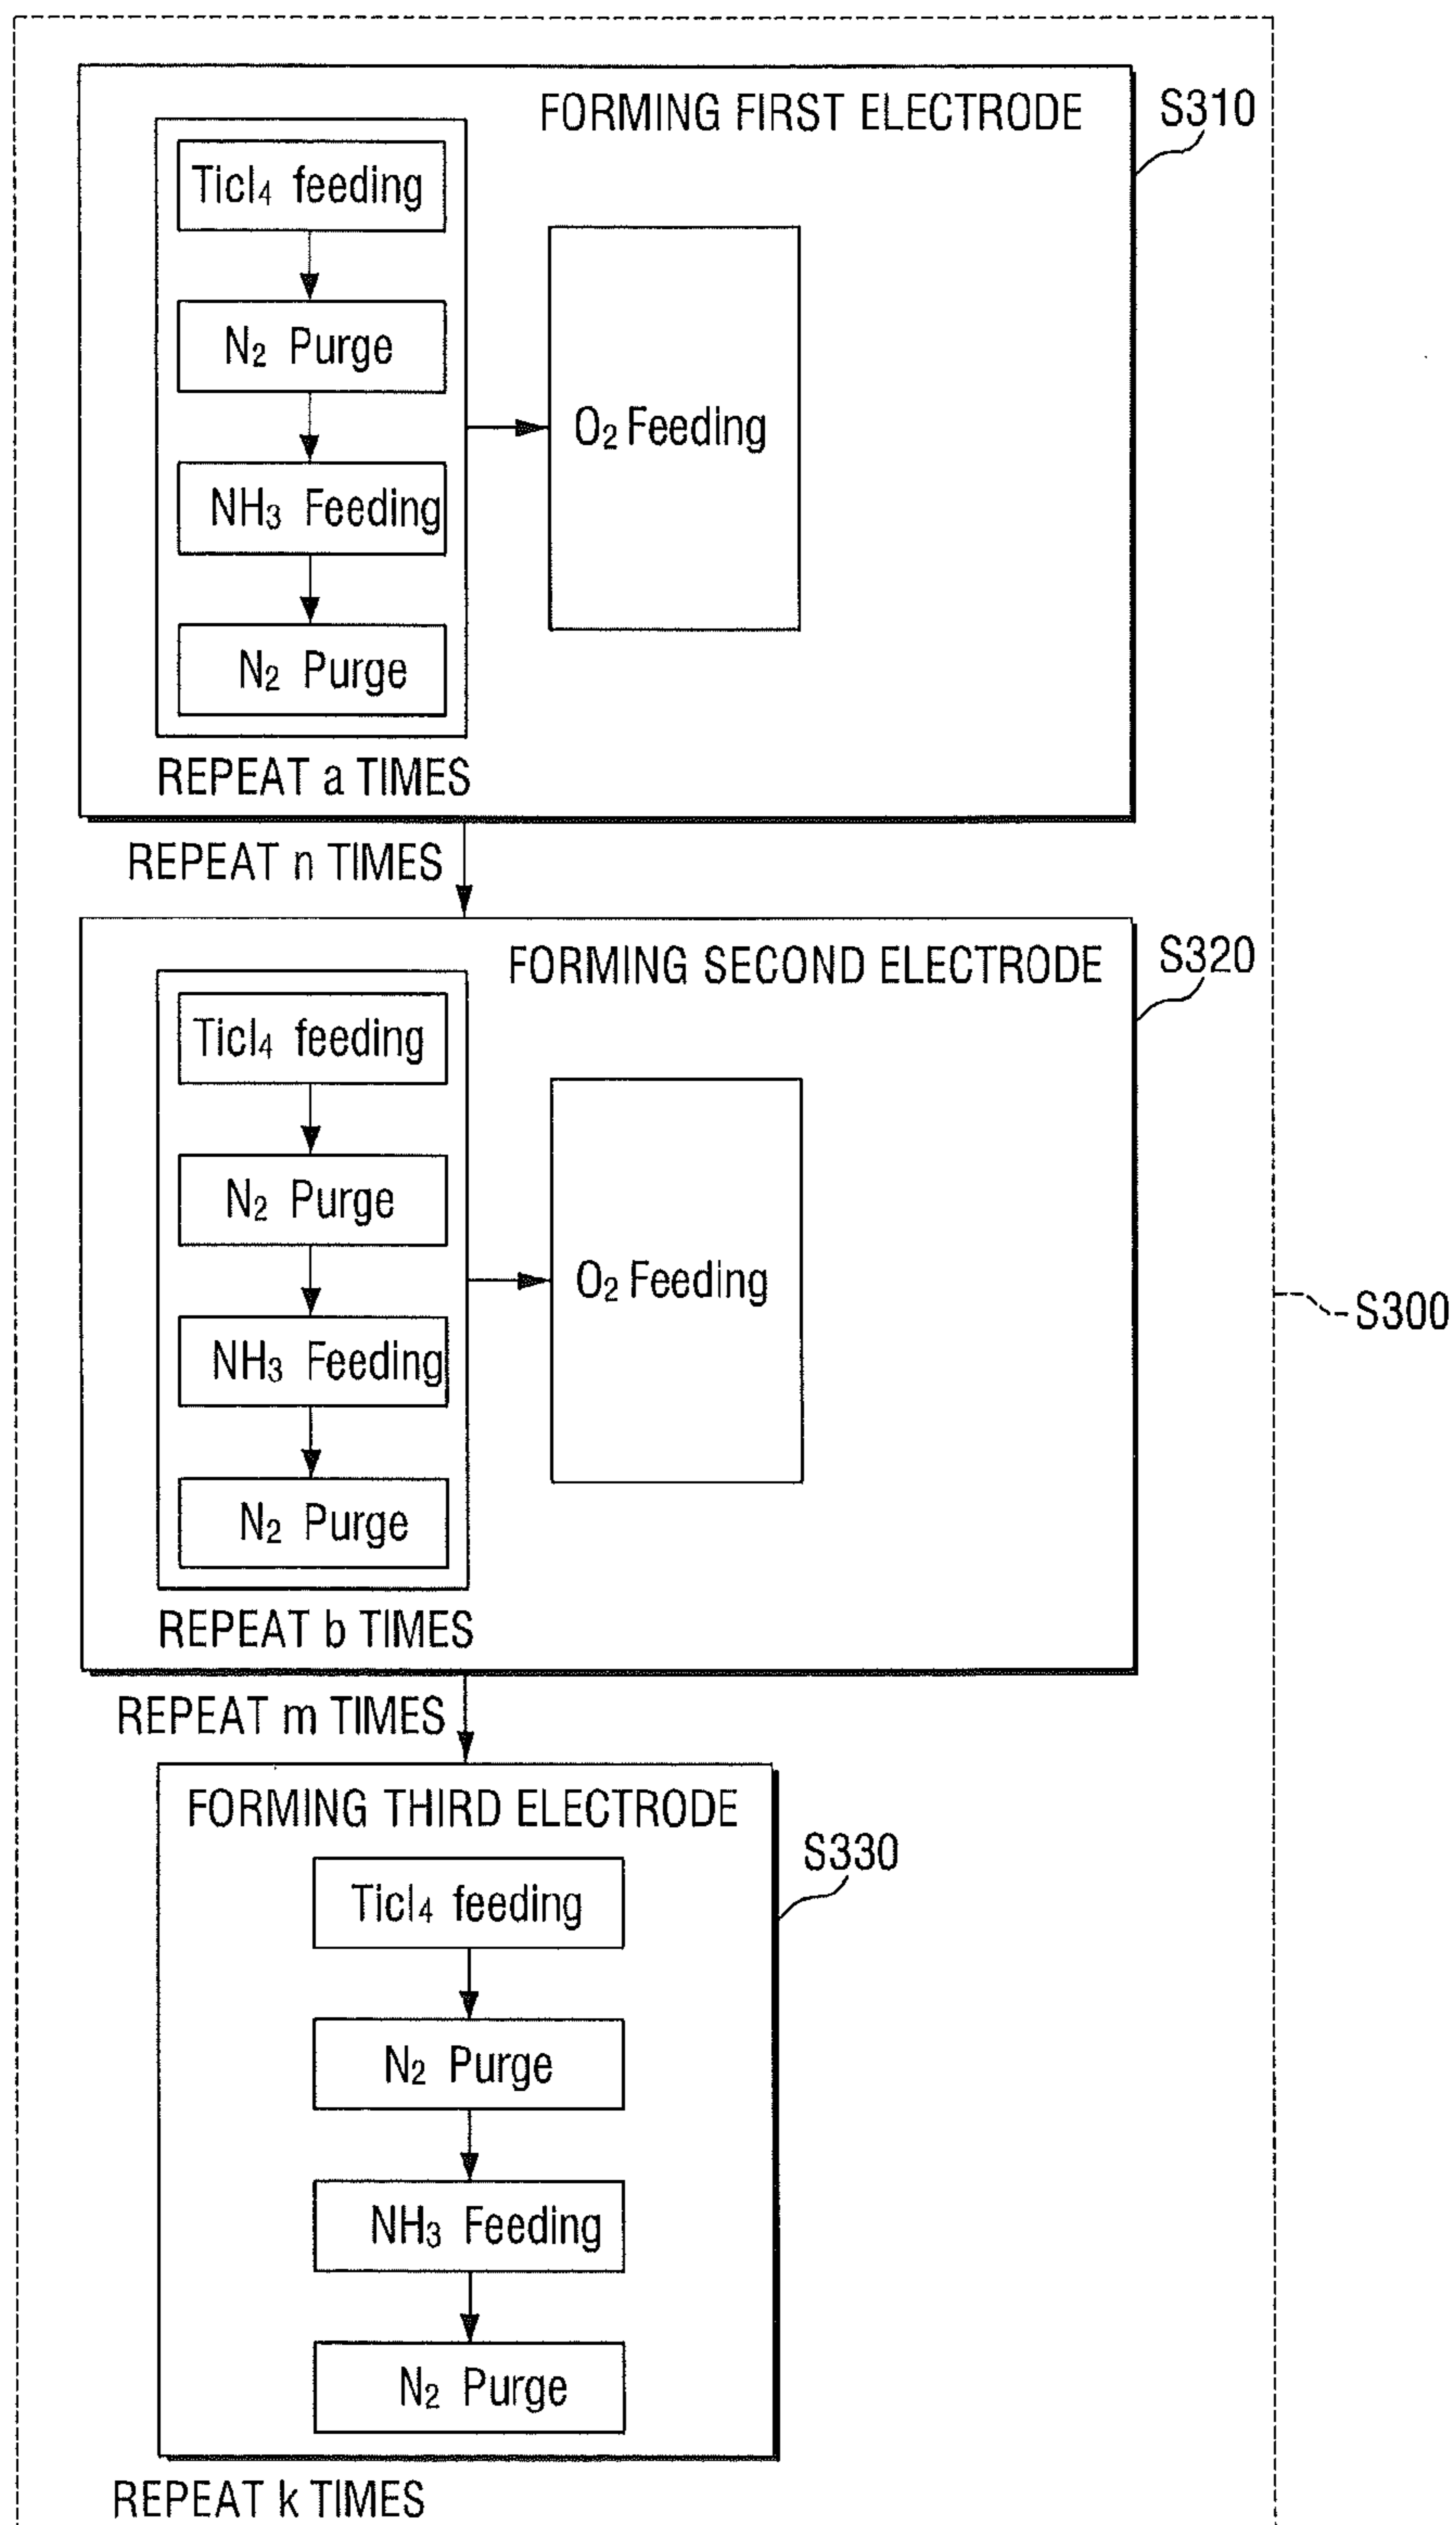 FORMING FIRST ELECTRODE
S310
Ticl₄ feeding
N₂ Purge
NH₃ Feeding
N₂ Purge
O₂ Feeding
REPEAT a TIMES
REPEAT n TIMES
FORMING SECOND ELECTRODE
S320
Ticl₄ feeding
N₂ Purge
NH₃ Feeding
N₂ Purge
O₂ Feeding
REPEAT b TIMES
S300
REPEAT m TIMES
FORMING THIRD ELECTRODE
S330
Ticl₄ feeding
N₂ Purge
NH₃ Feeding
N₂ Purge
REPEAT k TIMES